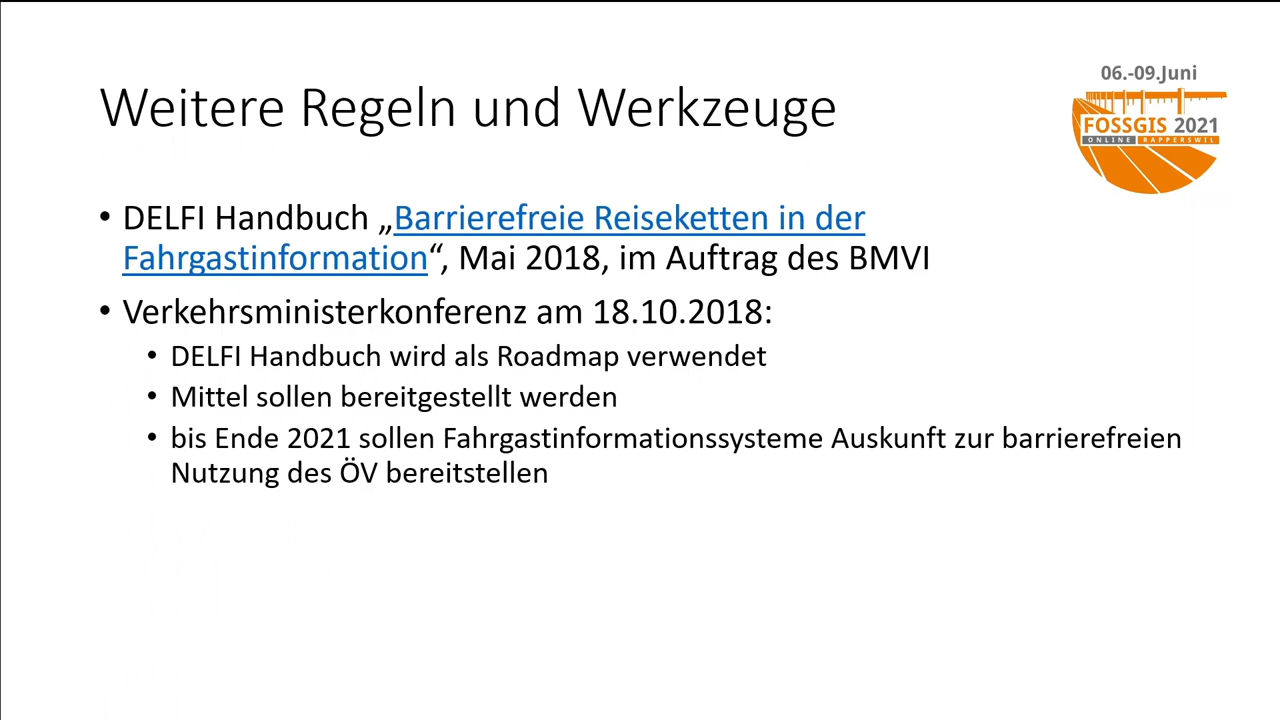 Weitere Regeln und Werkzeuge
06.-09.Juni
FOSSGIS 2021
ONLINE RAPPERSWIL
• DELFI Handbuch „Barrierefreie Reiseketten in der
Fahrgastinformation“, Mai 2018, im Auftrag des BMVI
• Verkehrsministerkonferenz am 18.10.2018:
• DELFI Handbuch wird als Roadmap verwendet
• Mittel sollen bereitgestellt werden
• bis Ende 2021 sollen Fahrgastinformationssysteme Auskunft zur barrierefreien
Nutzung des ÖV bereitstellen